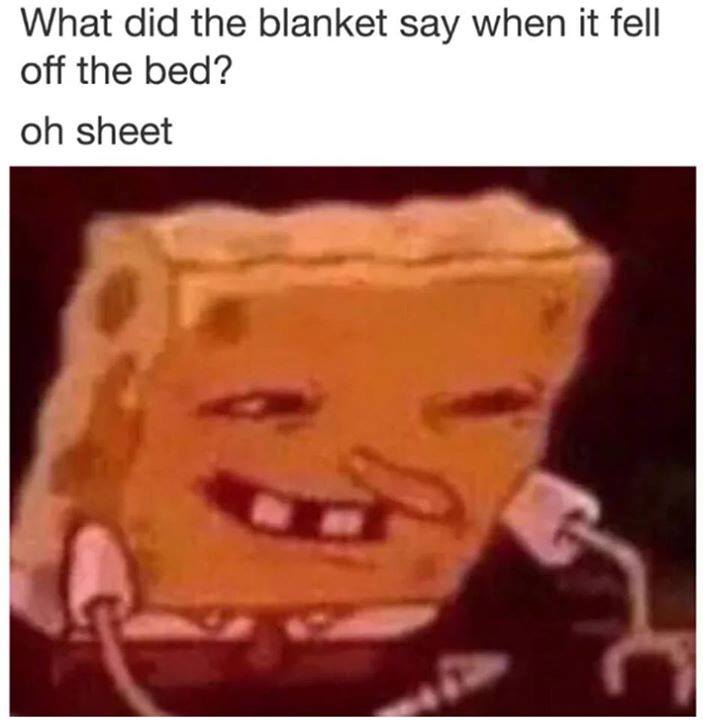 What did the blanket say when it fell
off the bed?
oh sheet